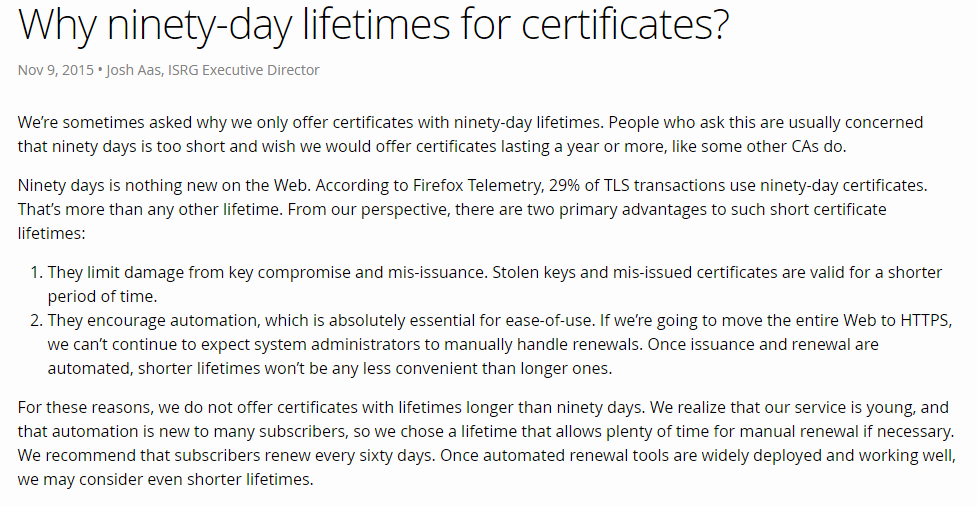 Why ninety-day lifetimes for certificates?
Nov 9, 2015 • Josh Aas, ISRG Executive Director
We’re sometimes asked why we only offer certificates with ninety-day lifetimes. People who ask this are usually concerned
that ninety days is too short and wish we would offer certificates lasting a year or more, like some other CAs do.
Ninety days is nothing new on the Web. According to Firefox Telemetry, 29% of TLS transactions use ninety-day certificates.
That’s more than any other lifetime. From our perspective, there are two primary advantages to such short certificate
lifetimes:
1. They limit damage from key compromise and mis-issuance. Stolen keys and mis-issued certificates are valid for a shorter
period of time.
2. They encourage automation, which is absolutely essential for ease-of-use. If we’re going to move the entire Web to HTTPS,
we can’t continue to expect system administrators to manually handle renewals. Once issuance and renewal are
automated, shorter lifetimes won’t be any less convenient than longer ones.
For these reasons, we do not offer certificates with lifetimes longer than ninety days. We realize that our service is young, and
that automation is new to many subscribers, so we chose a lifetime that allows plenty of time for manual renewal if necessary.
We recommend that subscribers renew every sixty days. Once automated renewal tools are widely deployed and working well,
we may consider even shorter lifetimes.